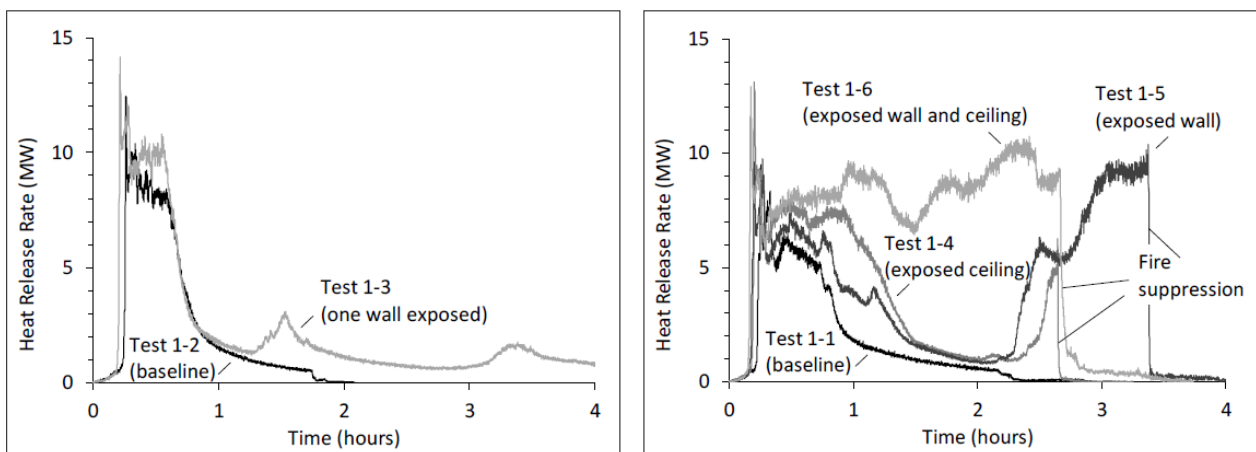 15
10
5
0
Heat Release Rate (MW)
Test 1-3
(one wall exposed)
Test 1-2
(baseline)
0
1
2
3
4
Time (hours)
15
10
5
0
Heat Release Rate (MW)
Test 1-6
(exposed wall and ceiling)
Test 1-5
(exposed wall)
Test 1-4
(exposed ceiling)
Fire
suppression
Test 1-1
(baseline)
0
1
2
3
4
Time (hours)